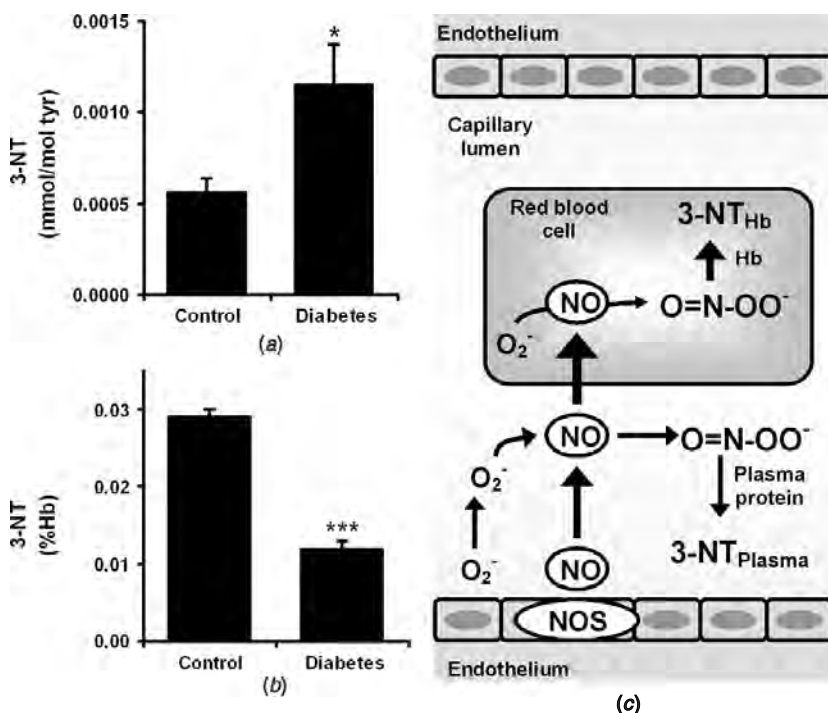 3-NT
(mmol/mol tyr)
0.0015
0.0010
0.0005
0.0000
*
Control
Diabetes
(a)
3-NT
(%Hb)
0.03
0.02
0.01
0.00
***
Control
Diabetes
(b)
Endothelium
Capillary
lumen
Red blood
cell
3-NT_Hb
Hb
NO
O=N-OO⁻
O₂⁻
NO
O=N-OO⁻
O₂⁻
Plasma
protein
O₂⁻
NO
3-NT_Plasma
NOS
Endothelium
(c)